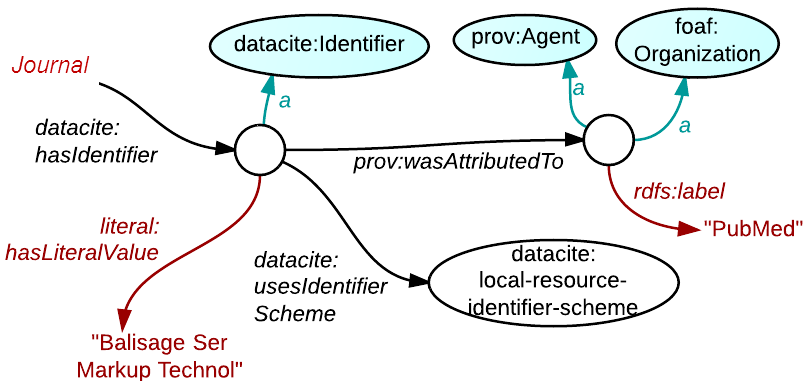 datacite:Identifier
prov:Agent
foaf:
Organization
Journal
a
a
a
datacite:
hasIdentifier
prov:wasAttributedTo
rdfs:label
literal:
hasLiteralValue
"PubMed"
datacite:
usesIdentifier
Scheme
datacite:
local-resource-
identifier-scheme
"Balisage Ser
Markup Technol"